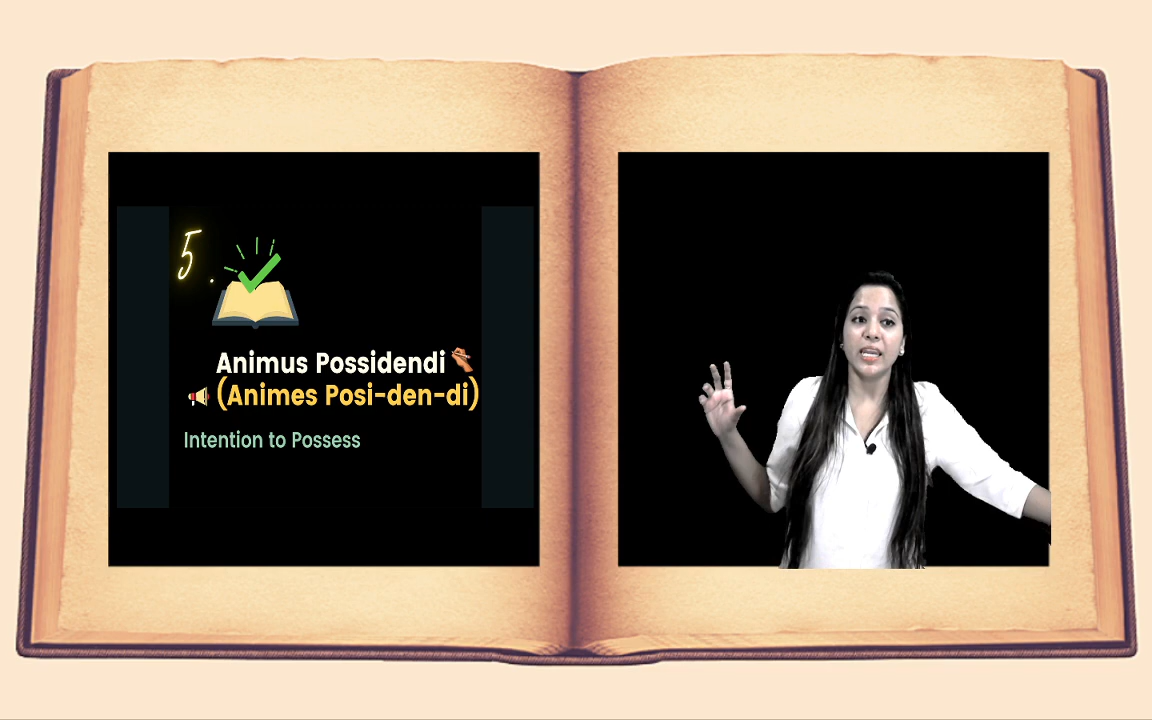 5.
Animus Possidendi
(Animes Posi-den-di)
Intention to Possess